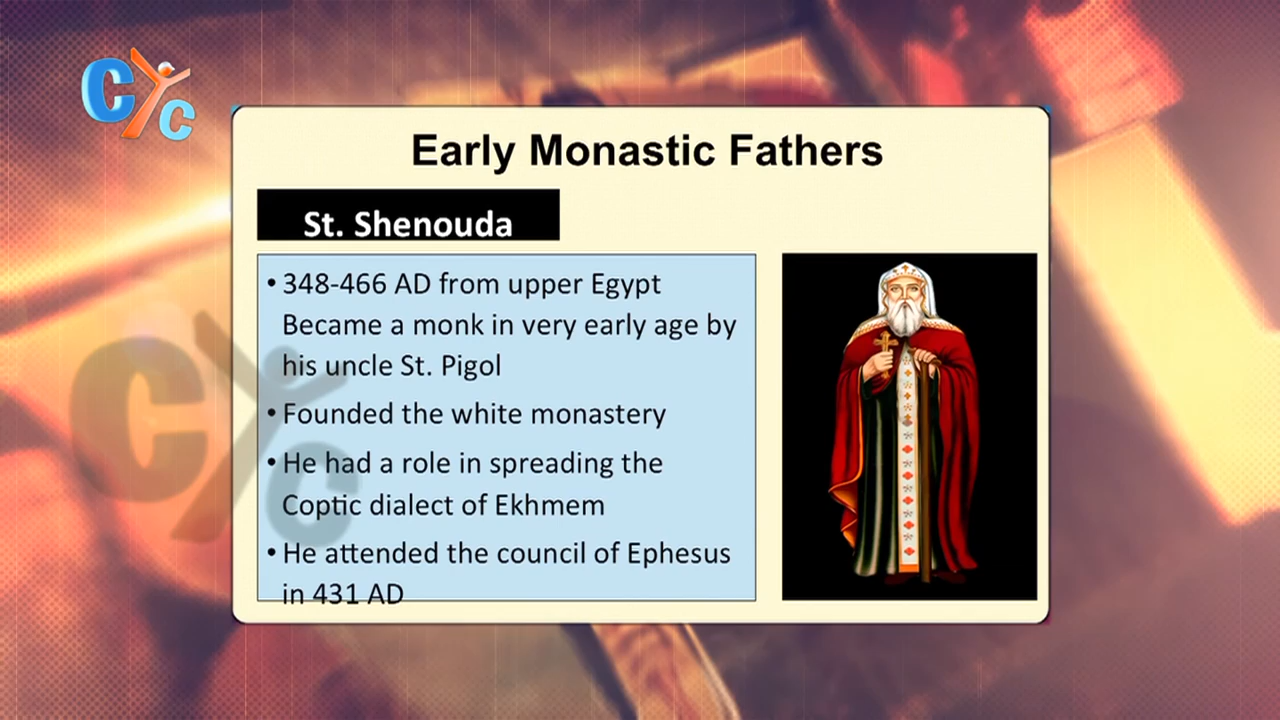 CYC
Early Monastic Fathers
St. Shenouda
• 348-466 AD from upper Egypt
Became a monk in very early age by
his uncle St. Pigol
• Founded the white monastery
• He had a role in spreading the
Coptic dialect of Ekhmem
• He attended the council of Ephesus
in 431 AD
CYC